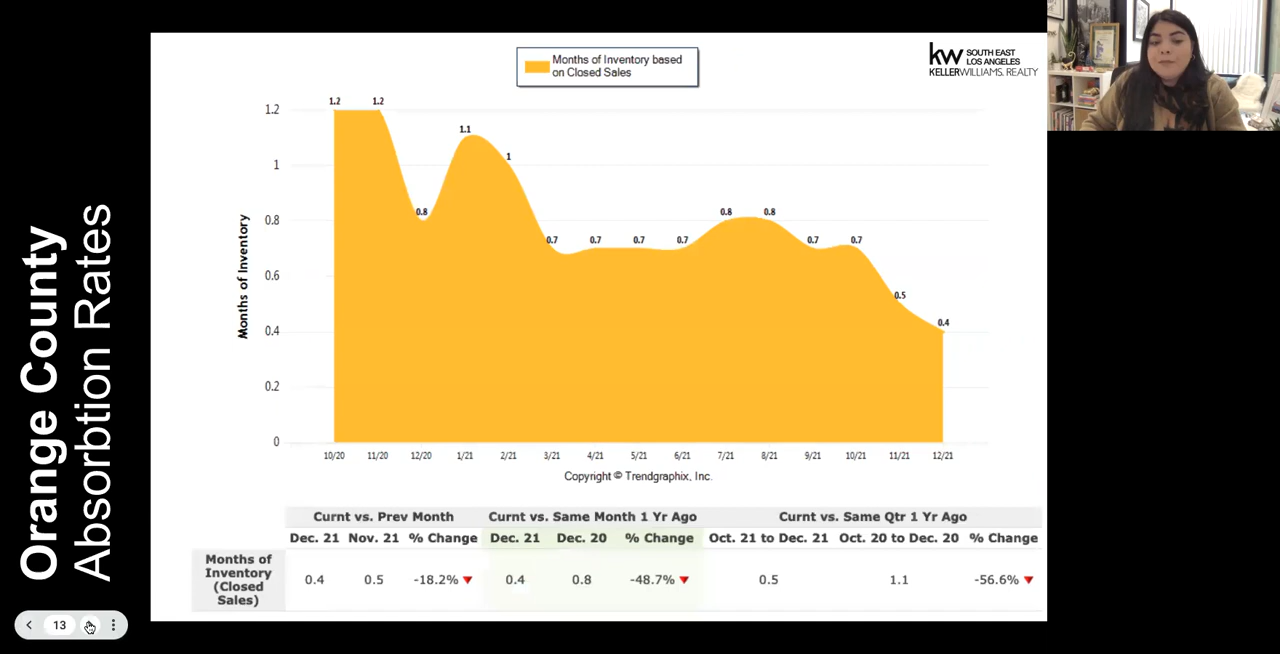 Orange County
Absorbtion Rates
Months of Inventory based
on Closed Sales
kw SOUTH EAST
LOS ANGELES
KELLERWILLIAMS. REALTY
Months of Inventory
1.2
1
0.8
0.6
0.4
0.2
0
1.2
1.2
0.8
1.1
1
0.7
0.7
0.7
0.7
0.8
0.8
0.7
0.7
0.5
0.4
10/20 11/20 12/20 1/21 2/21 3/21 4/21 5/21 6/21 7/21 8/21 9/21 10/21 11/21 12/21
Copyright © Trendgraphix, Inc.
Curnt vs. Prev Month Curnt vs. Same Month 1 Yr Ago Curnt vs. Same Qtr 1 Yr Ago
Dec. 21 Nov. 21 % Change Dec. 21 Dec. 20 % Change Oct. 21 to Dec. 21 Oct. 20 to Dec. 20 % Change
Months of
Inventory
(Closed
Sales)
0.4 0.5 -18.2% 0.4 0.8 -48.7% 0.5 1.1 -56.6%
13